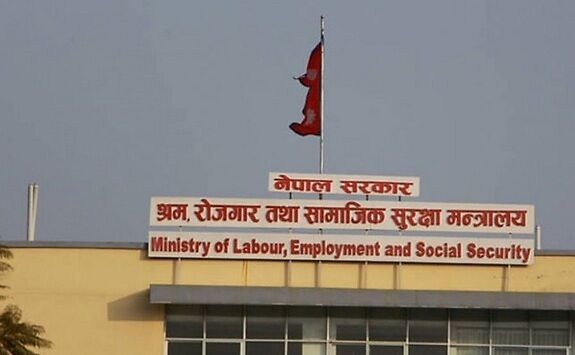 नेपाल सरकार
श्रम, रोजगार तथा सामाजिक सुरक्षा मन्त्रालय
Ministry of Labour, Employment and Social Security